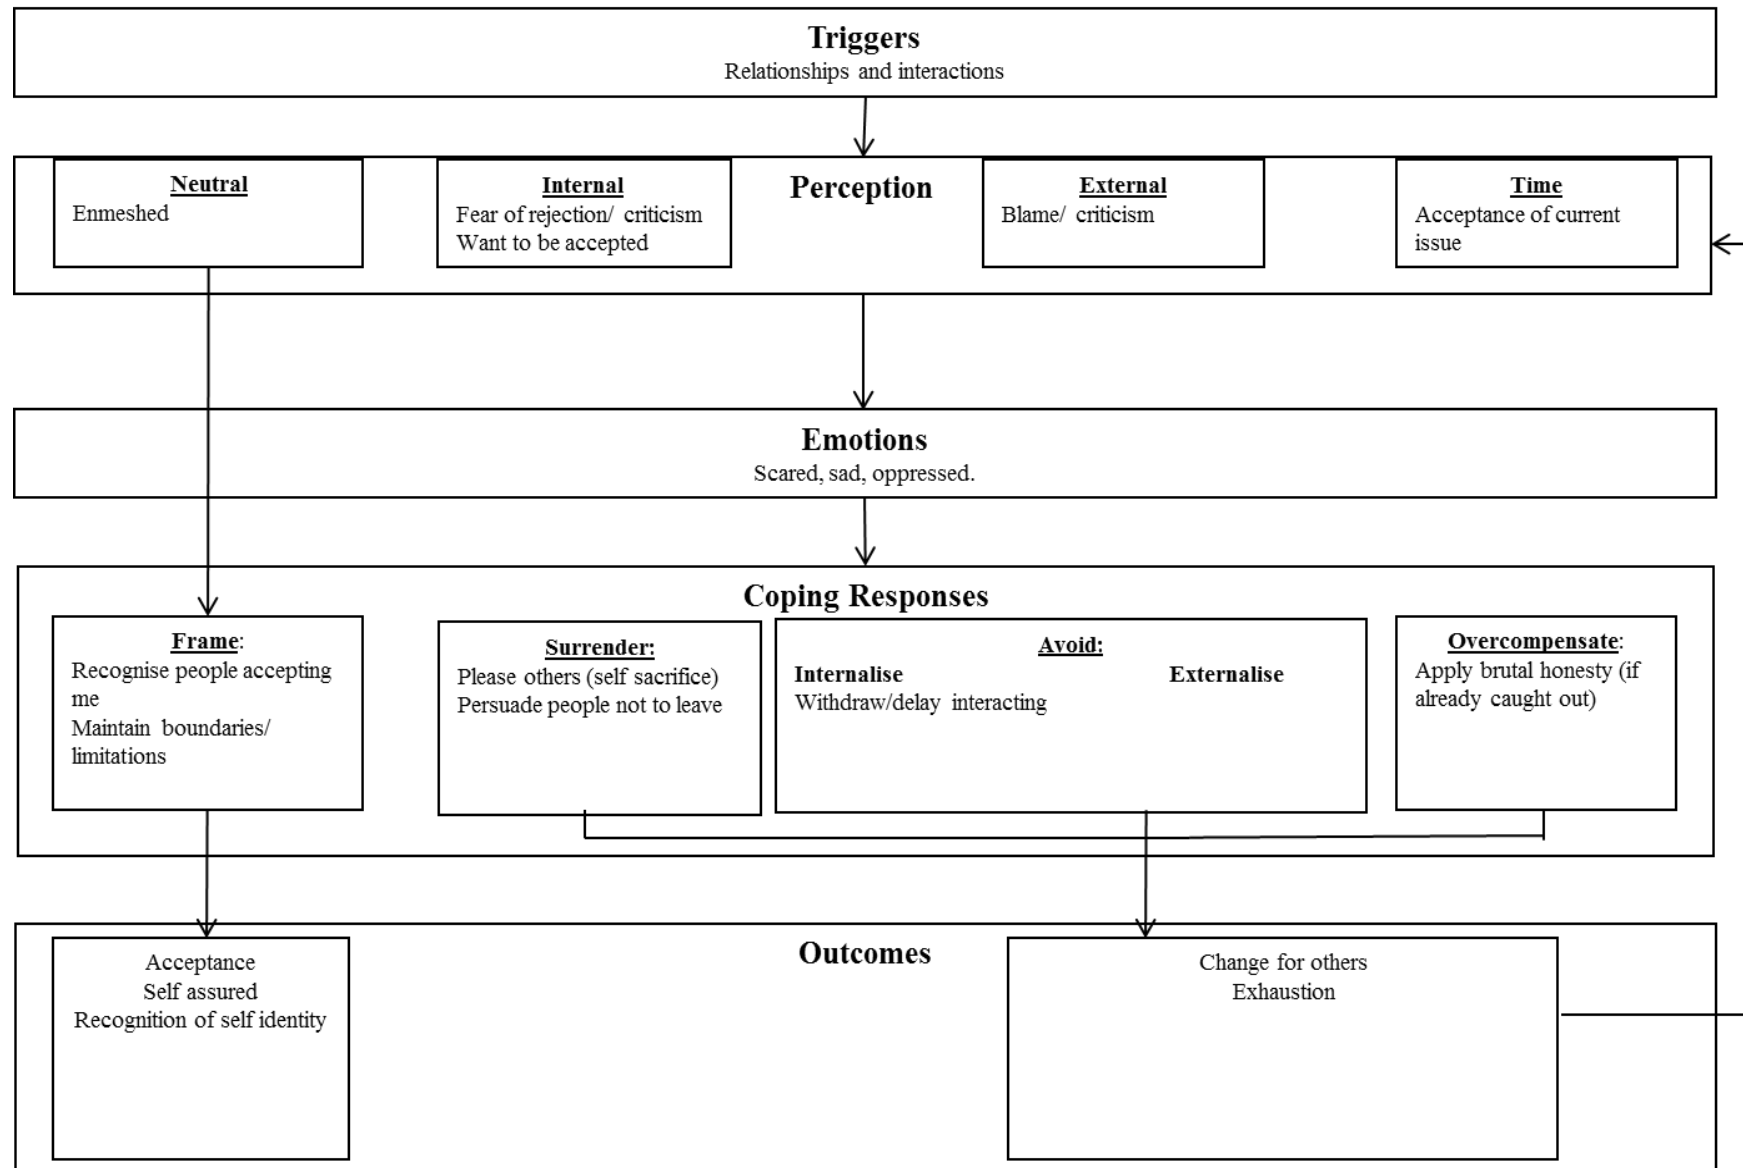 Triggers
Relationships and interactions
Perception
Neutral
Enmeshed
Internal
Fear of rejection/ criticism
Want to be accepted
External
Blame/ criticism
Time
Acceptance of current
issue
Emotions
Scared, sad, oppressed.
Coping Responses
Frame:
Recognise people accepting
me
Maintain boundaries/
limitations
Surrender:
Please others (self sacrifice)
Persuade people not to leave
Avoid:
Internalise Externalise
Withdraw/delay interacting
Overcompensate:
Apply brutal honesty (if
already caught out)
Outcomes
Acceptance
Self assured
Recognition of self identity
Change for others
Exhaustion